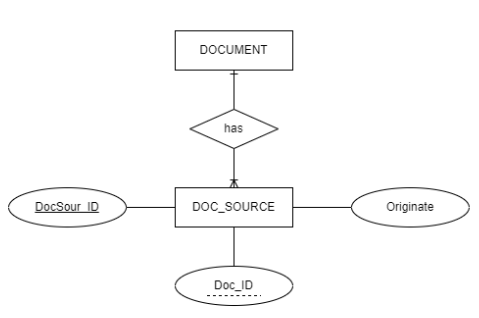 DOCUMENT
has
DocSour_ID
DOC_SOURCE
Originate
Doc_ID